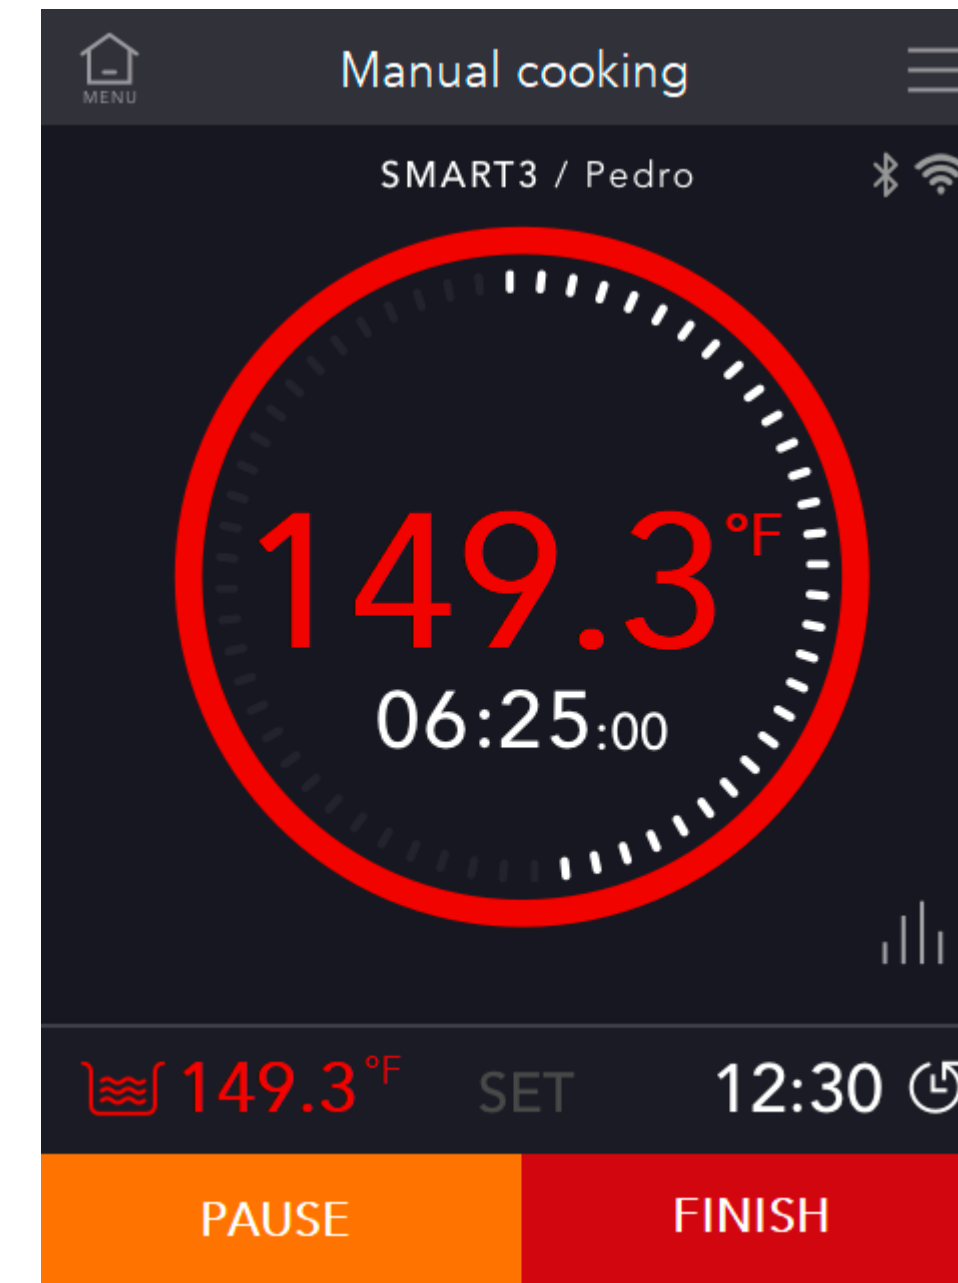 Manual cooking
MENU
SMART3 / Pedro
149.3°F
06:25:00
149.3°F SET 12:30
PAUSE FINISH